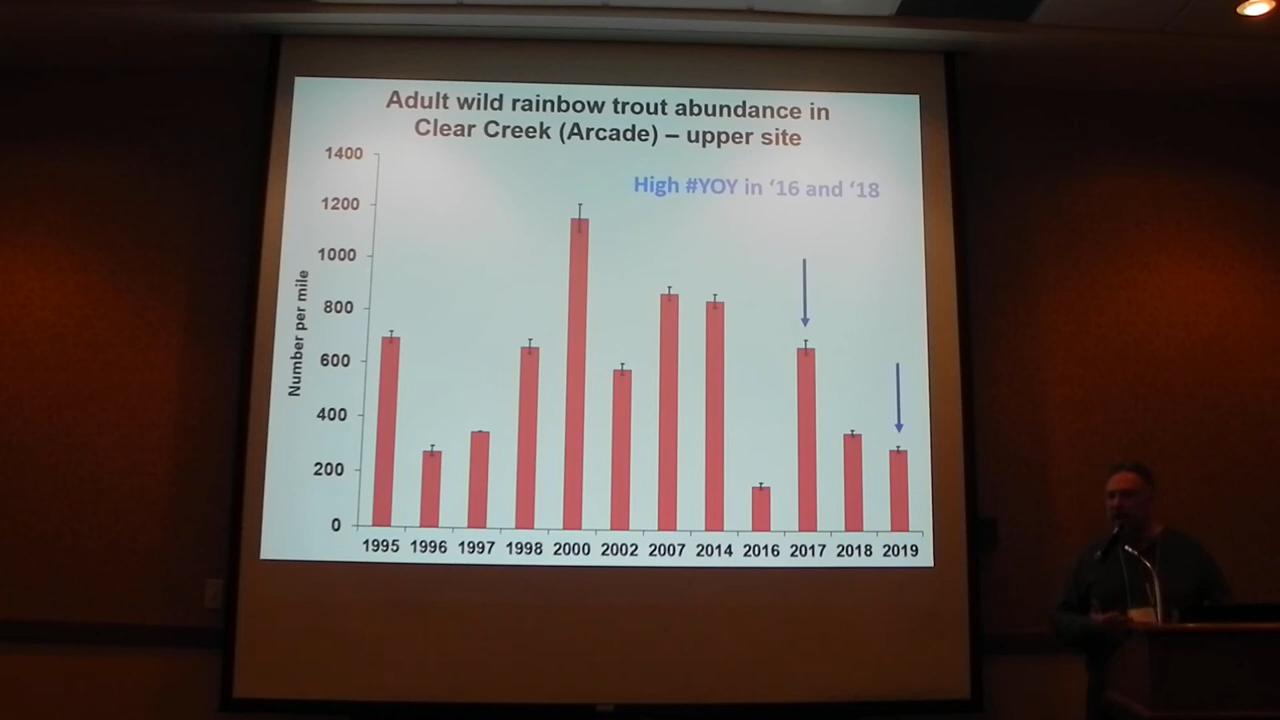 Adult wild rainbow trout abundance in
Clear Creek (Arcade) – upper site
High #YOY in ‘16 and ‘18
Number per mile
1400
1200
1000
800
600
400
200
0
1995 1996 1997 1998 2000 2002 2007 2014 2016 2017 2018 2019